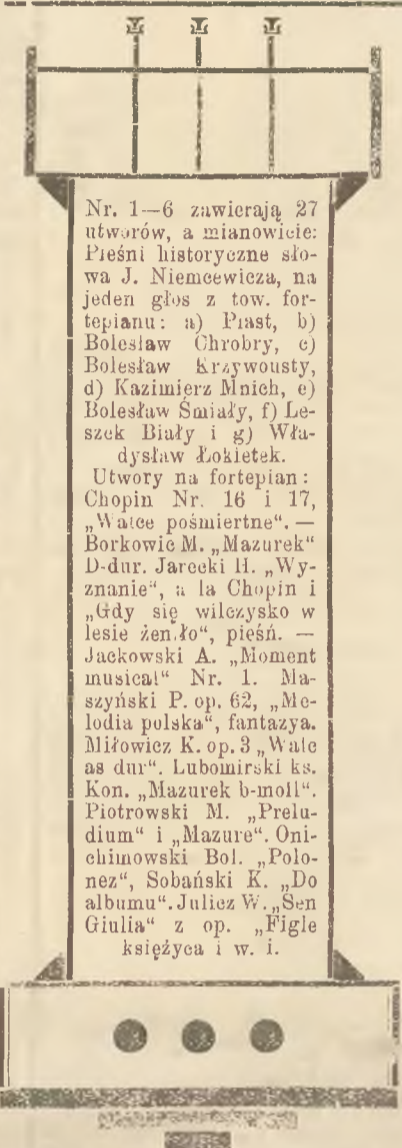 Nr. 1—6 zawierają 27
utworów, a mianowicie:
Pieśni historyczne sło-
wa J. Niemcewicza, na
jeden głos z tow. for-
tepianu: a) Piast, b)
Bolesław Chrobry, c)
Bolesław Krzywousty,
d) Kazimierz Mnich, e)
Bolesław Śmiały, f) Le-
szek Biały i g) Wła-
dysław Łokietek.
Utwory na fortepian:
Chopin Nr. 16 i 17,
„Walce pośmiertne“. —
Borkowic M. „Mazurek“
D-dur. Jarecki H. „Wy-
znanie“, a la Chopin i
„Gdy się wilczysko w
lesie żeniło“, pieśń. —
Jackowski A. „Moment
musical“ Nr. 1. Ma-
szyński P. op. 62, „Me-
lodia polska“, fantazya.
Miłowicz K. op. 3 „Walc
as dur“. Lubomirski ks.
Kon. „Mazurek b-moll“.
Piotrowski M. „Prelu-
dium“ i „Mazure“. Oni-
chimowski Bol. „Polo-
nez“, Sobański K. „Do
albumu“. Julicz W. „Sen
Giulia“ z op. „Figle
księżyca i w. i.